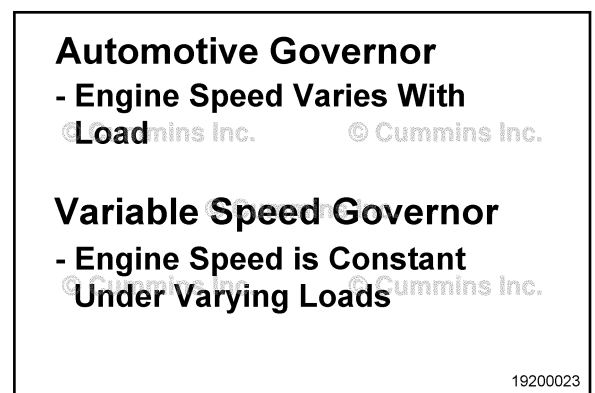 Automotive Governor
- Engine Speed Varies With
Load
© Cummins Inc. © Cummins Inc.
Variable Speed Governor
© Cummins Inc.
- Engine Speed is Constant
© Cummins Inc. © Cummins Inc.
Under Varying Loads
19200023